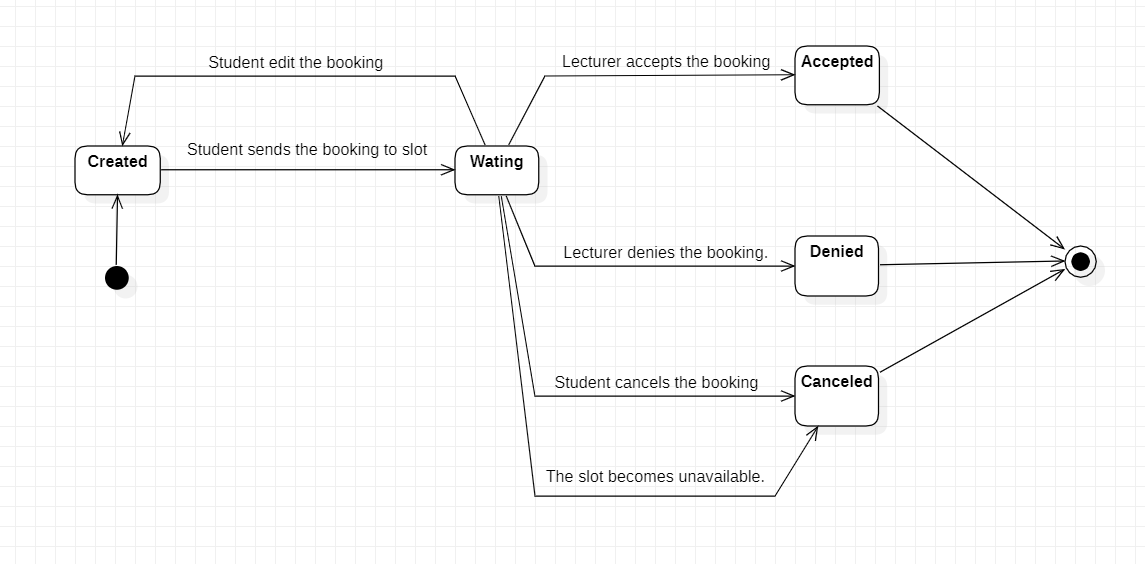 Student edit the booking
Lecturer accepts the booking
Accepted
Created
Student sends the booking to slot
Wating
Lecturer denies the booking.
Denied
Student cancels the booking
Canceled
The slot becomes unavailable.